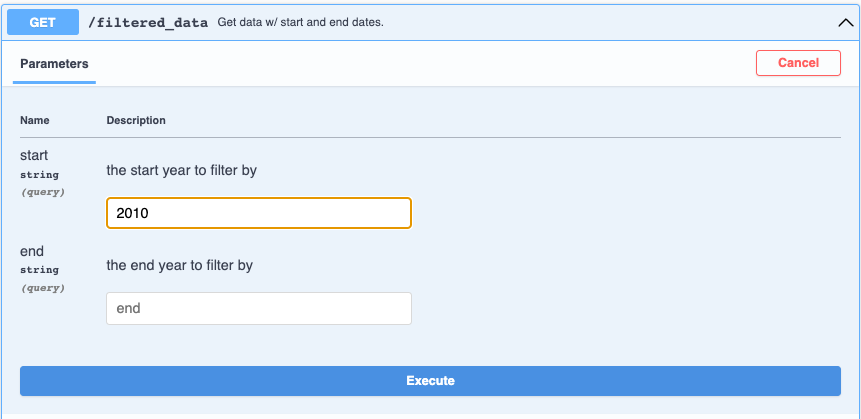 GET /filtered_data Get data w/ start and end dates.
Parameters Cancel
Name Description
start
string
(query)
the start year to filter by
2010
end
string
(query)
the end year to filter by
end
Execute